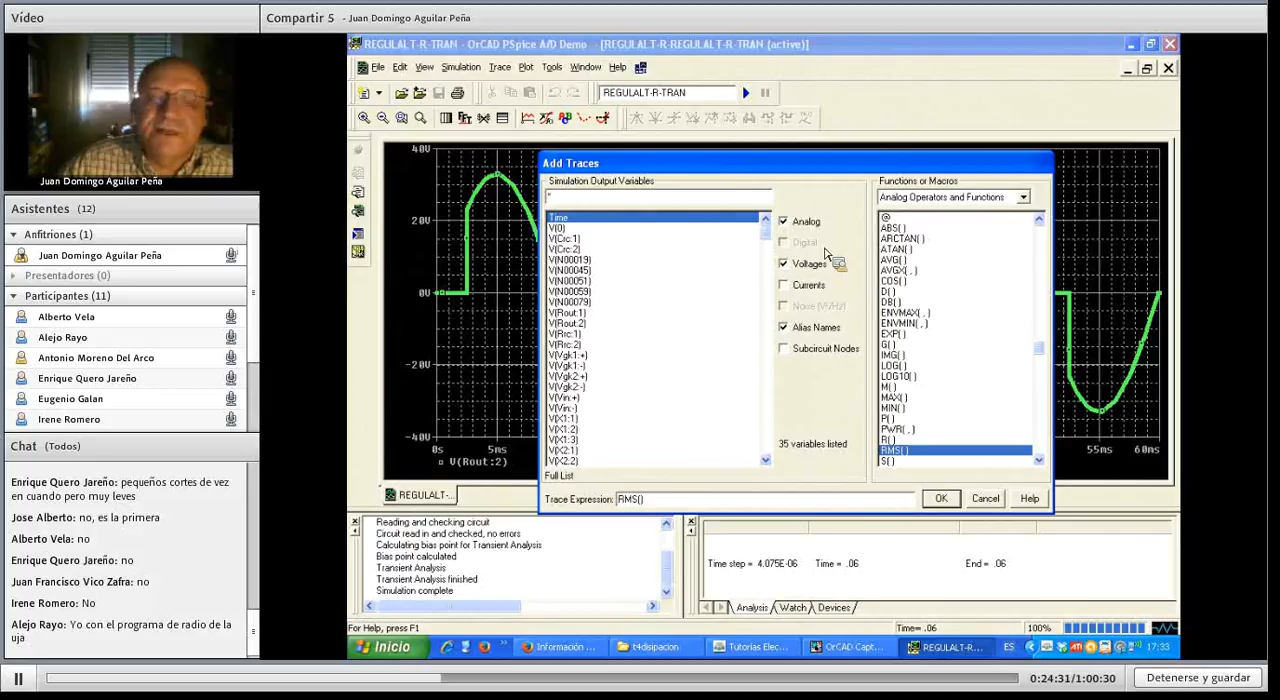 Vídeo
Compartir 5 - Juan Domingo Aguilar Peña
Juan Domingo Aguilar Peña
Asistentes (12)
Anfitriones (1)
Juan Domingo Aguilar Peña
Presentadores (0)
Participantes (11)
Alberto Vela
Alejo Rayo
Antonio Moreno Del Arco
Enrique Quero Jareño
Eugenio Galan
Irene Romero
Chat (Todos)
Enrique Quero Jareño: pequeños cortes de vez
en cuando pero muy leves
Jose Alberto: no, es la primera
Alberto Vela: no
Enrique Quero Jareño: no
Juan Francisco Vico Zafra: no
Irene Romero: No
Alejo Rayo: Yo con el programa de radio de la
uja
REGULALT-R-TRAN - OrCAD PSpice A/D Demo - [REGULALT-R-REGULALT-R-TRAN (active)]
File Edit View Simulation Trace Plot Tools Window Help
REGULALT-R-TRAN
40V
20V
0V
-20V
-40V
0s 5ms 55ms 60ms
V(Rout:2)
REGULALT-...
Add Traces
Simulation Output Variables
*
Time
V(0)
V(Crc:1)
V(Crc:2)
V(N00019)
V(N00045)
V(N00051)
V(N00059)
V(N00079)
V(Rout:1)
V(Rout:2)
V(Rrc:1)
V(Rrc:2)
V(Vgk1:+)
V(Vgk1:-)
V(Vgk2:+)
V(Vgk2:-)
V(Vin:+)
V(Vin:-)
V(X1:1)
V(X1:2)
V(X1:3)
V(X2:1)
V(X2:2)
Full List
Analog
Digital
Voltages
Currents
Noise (V²/Hz)
Alias Names
Subcircuit Nodes
35 variables listed
Functions or Macros
Analog Operators and Functions
@
ABS()
ARCTAN()
ATAN()
AVG()
AVGX(,)
COS()
D()
DB()
ENVMAX(,)
ENVMIN(,)
EXP()
G()
IMG()
LOG()
LOG10()
M()
MAX()
MIN()
P()
PWR(,)
R()
RMS()
S()
Trace Expression: RMS()
OK Cancel Help
Reading and checking circuit
Circuit read in and checked, no errors
Calculating bias point for Transient Analysis
Bias point calculated
Transient Analysis
Transient Analysis finished
Simulation complete
Time step = 4.075E-06 Time = .06 End = .06
Analysis Watch Devices
For Help, press F1
Time= .06 100%
Inicio
Información ...
t4disipacion
Tutorias Elec...
OrCAD Capt...
REGULALT-R...
ES
17:33
0:24:31/1:00:30
Detenerse y guardar